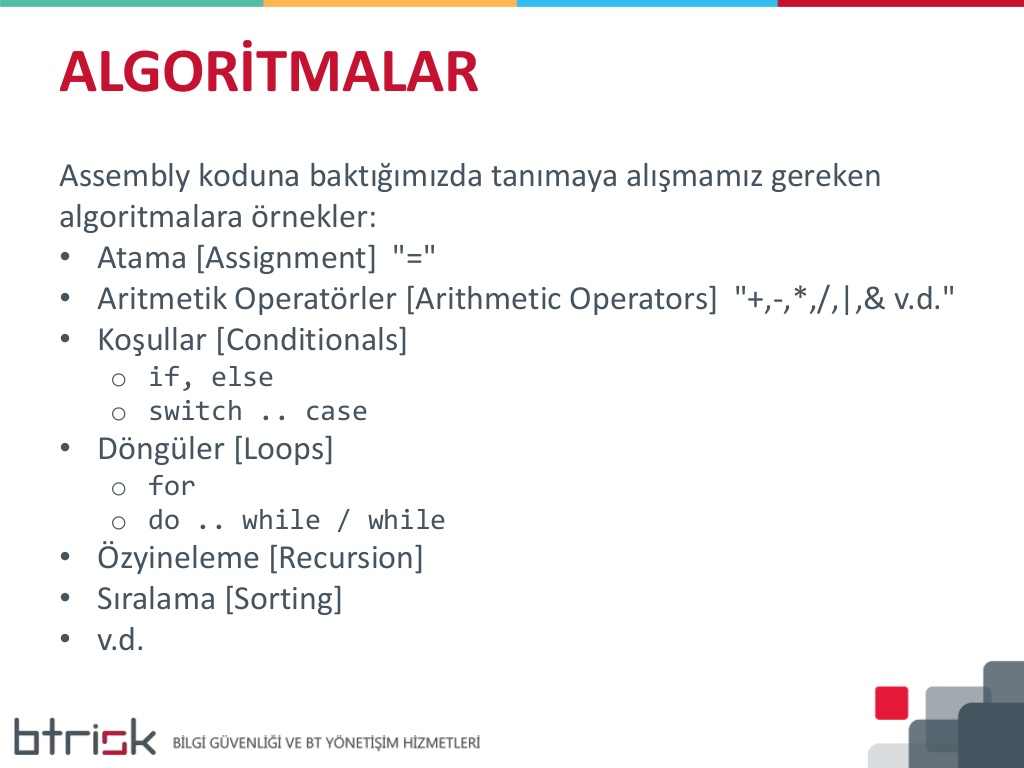 ALGORİTMALAR
Assembly koduna baktığımızda tanımaya alışmamız gereken
algoritmalara örnekler:
• Atama [Assignment] "="
• Aritmetik Operatörler [Arithmetic Operators] "+,-,*,/,|,& v.d."
• Koşullar [Conditionals]
o if, else
o switch .. case
• Döngüler [Loops]
o for
o do .. while / while
• Özyineleme [Recursion]
• Sıralama [Sorting]
• v.d.
btrisk BİLGİ GÜVENLİĞİ VE BT YÖNETİŞİM HİZMETLERİ